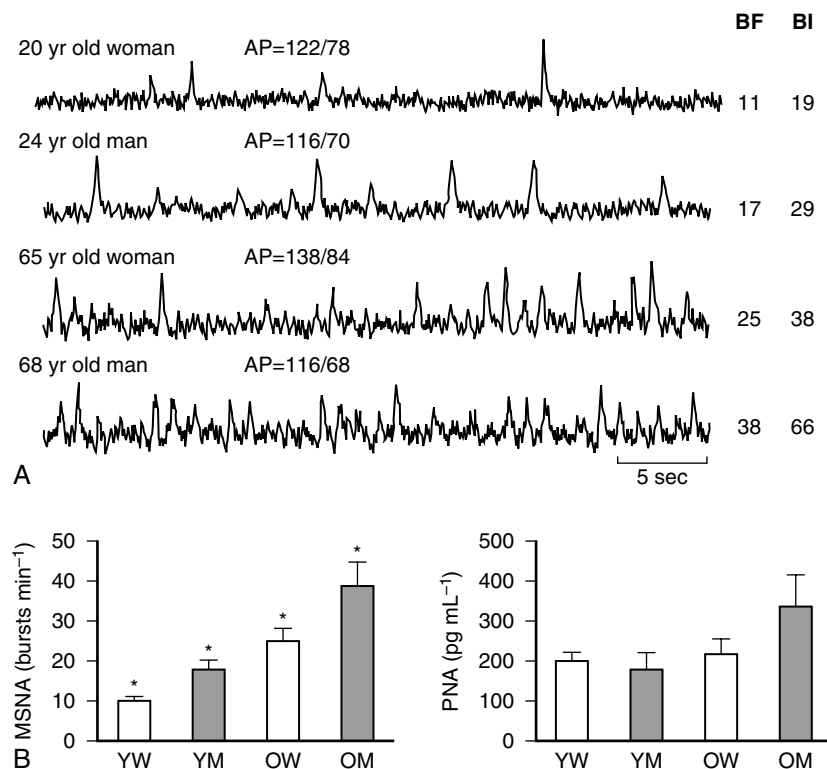 BF BI
20 yr old woman AP=122/78
11 19
24 yr old man AP=116/70
17 29
65 yr old woman AP=138/84
25 38
68 yr old man AP=116/68
38 66
A
5 sec
MSNA (bursts min⁻¹)
50
40
30
20
10
0
* * * *
YW YM OW OM
B
PNA (pg mL⁻¹)
500
400
300
200
100
0
YW YM OW OM